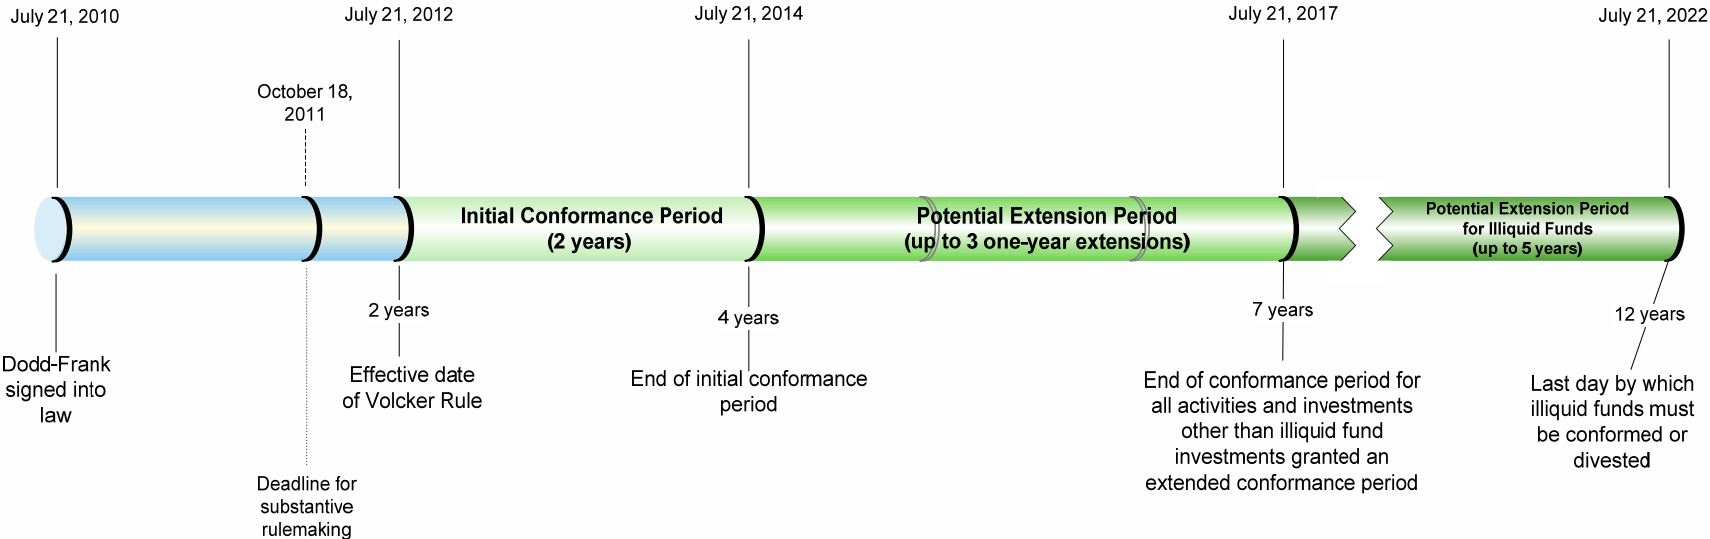 July 21, 2010
July 21, 2012
July 21, 2014
July 21, 2017
July 21, 2022
October 18,
2011
Initial Conformance Period
(2 years)
Potential Extension Period
(up to 3 one-year extensions)
Potential Extension Period
for Illiquid Funds
(up to 5 years)
2 years
4 years
7 years
12 years
Dodd-Frank
signed into
law
Effective date
of Volcker Rule
End of initial conformance
period
End of conformance period for
all activities and investments
other than illiquid fund
investments granted an
extended conformance period
Last day by which
illiquid funds must
be conformed or
divested
Deadline for
substantive
rulemaking